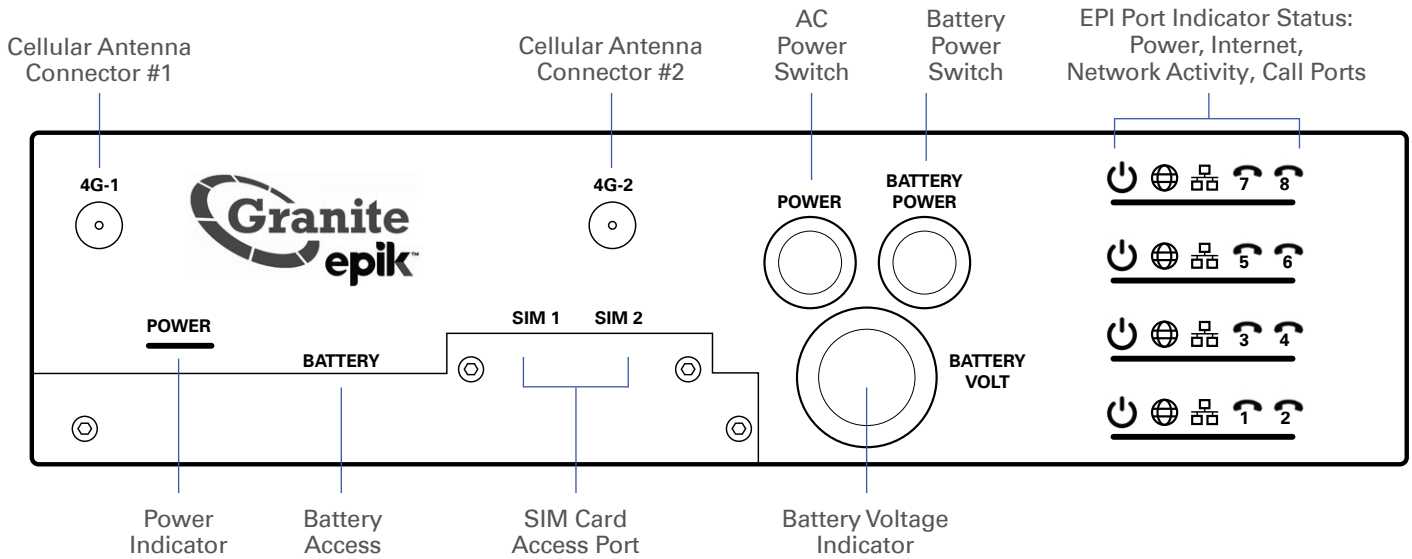 AC
Power
Switch
Battery
Power
Switch
EPI Port Indicator Status:
Power, Internet,
Network Activity, Call Ports
Cellular Antenna
Connector #1
Cellular Antenna
Connector #2
4G-1
Granite
epik™
4G-2
POWER
BATTERY
POWER
7 8
5 6
3 4
1 2
POWER
BATTERY
SIM 1 SIM 2
BATTERY
VOLT
Power
Indicator
Battery
Access
SIM Card
Access Port
Battery Voltage
Indicator